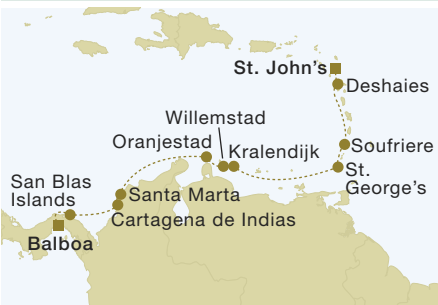 St. John's
Deshaies
Willemstad
Oranjestad
Kralendijk
Soufriere
St.
George's
San Blas
Islands
Santa Marta
Cartagena de Indias
Balboa